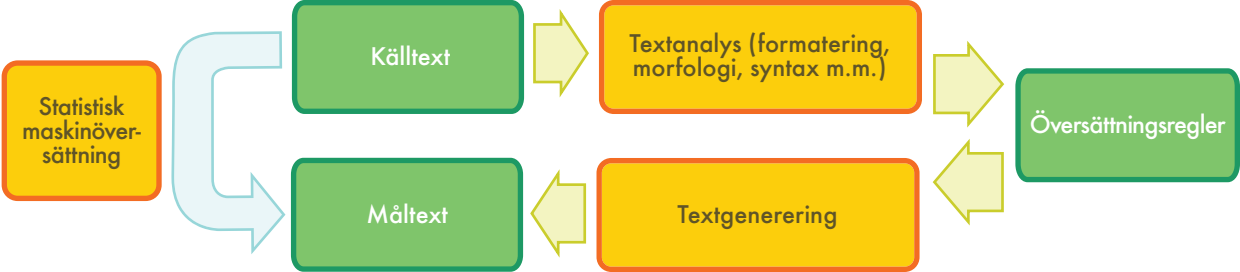 Statistisk
maskinöver-
sättning
Källtext
Textanalys (formatering,
morfologi, syntax m.m.)
Översättningsregler
Textgenerering
Måltext